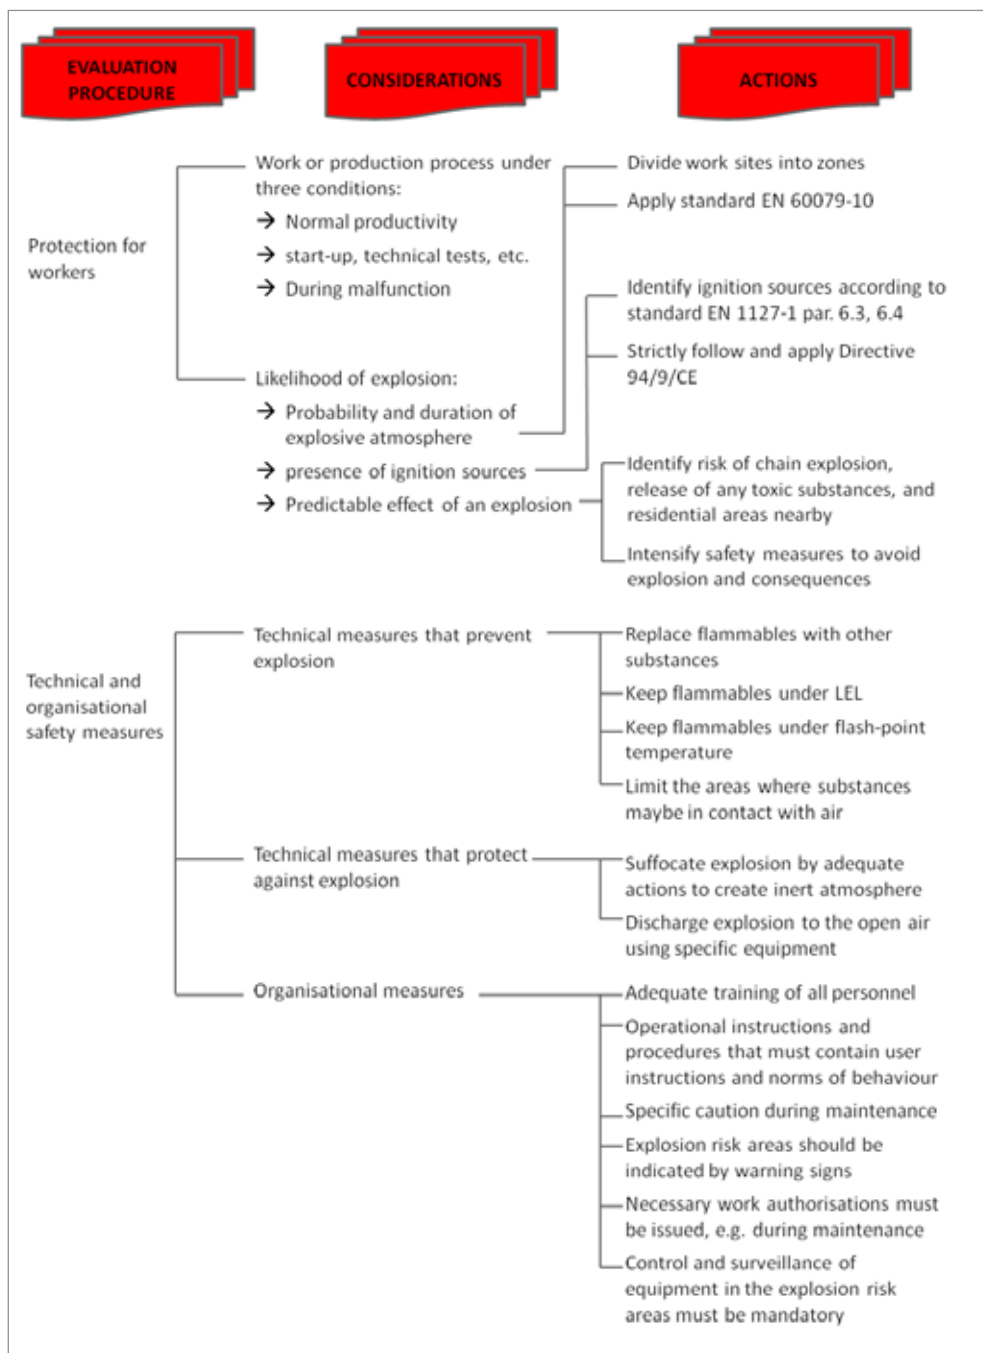 EVALUATION
PROCEDURE
CONSIDERATIONS
ACTIONS
Protection for
workers
Work or production process under
three conditions:
→ Normal productivity
→ start-up, technical tests, etc.
→ During malfunction
Likelihood of explosion:
→ Probability and duration of
explosive atmosphere
→ presence of ignition sources
→ Predictable effect of an explosion
Divide work sites into zones
Apply standard EN 60079-10
Identify ignition sources according to
standard EN 1127-1 par. 6.3, 6.4
Strictly follow and apply Directive
94/9/CE
Identify risk of chain explosion,
release of any toxic substances, and
residential areas nearby
Intensify safety measures to avoid
explosion and consequences
Technical and
organisational
safety measures
Technical measures that prevent
explosion
Replace flammables with other
substances
Keep flammables under LEL
Keep flammables under flash-point
temperature
Limit the areas where substances
maybe in contact with air
Technical measures that protect
against explosion
Suffocate explosion by adequate
actions to create inert atmosphere
Discharge explosion to the open air
using specific equipment
Organisational measures
Adequate training of all personnel
Operational instructions and
procedures that must contain user
instructions and norms of behaviour
Specific caution during maintenance
Explosion risk areas should be
indicated by warning signs
Necessary work authorisations must
be issued, e.g. during maintenance
Control and surveillance of
equipment in the explosion risk
areas must be mandatory